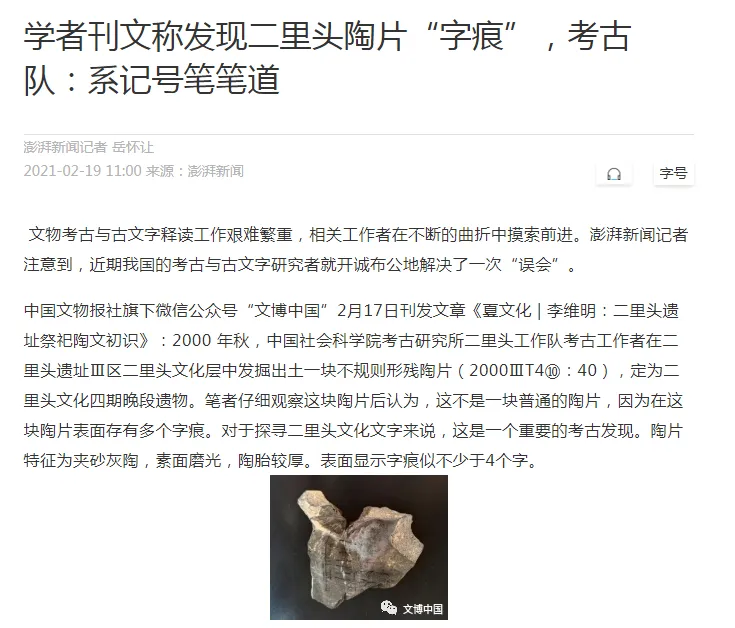 学者刊文称发现二里头陶片“字痕”，考古
队：系记号笔笔道
澎湃新闻记者 岳怀让
2021-02-19 11:00 来源：澎湃新闻
字号
文物考古与古文字释读工作艰难繁重，相关工作者在不断的曲折中摸索前进。澎湃新闻记者
注意到，近期我国的考古与古文字研究者就开诚布公地解决了一次“误会”。
中国文物报社旗下微信公众号“文博中国”2月17日刊发文章《夏文化 | 李维明：二里头遗
址祭祀陶文初识》：2000 年秋，中国社会科学院考古研究所二里头工作队考古工作者在二
里头遗址Ⅲ区二里头文化层中发掘出土一块不规则形残陶片（2000ⅢT4⑩：40），定为二
里头文化四期晚段遗物。笔者仔细观察这块陶片后认为，这不是一块普通的陶片，因为在这
块陶片表面存有多个字痕。对于探寻二里头文化文字来说，这是一个重要的考古发现。陶片
特征为夹砂灰陶，素面磨光，陶胎较厚。表面显示字痕似不少于4个字。
文博中国